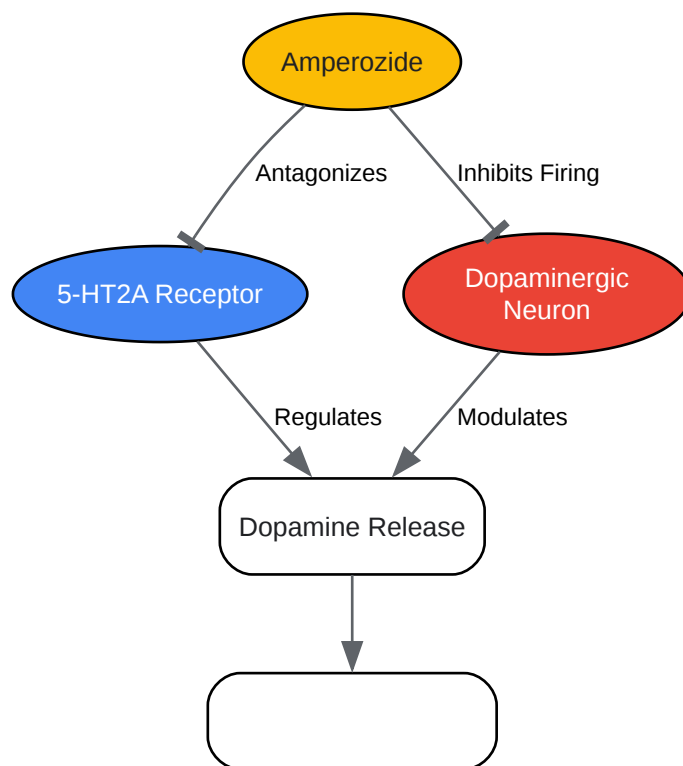 Amperozide
Antagonizes
Inhibits Firing
5-HT2A Receptor
Dopaminergic
Neuron
Regulates
Modulates
Dopamine Release